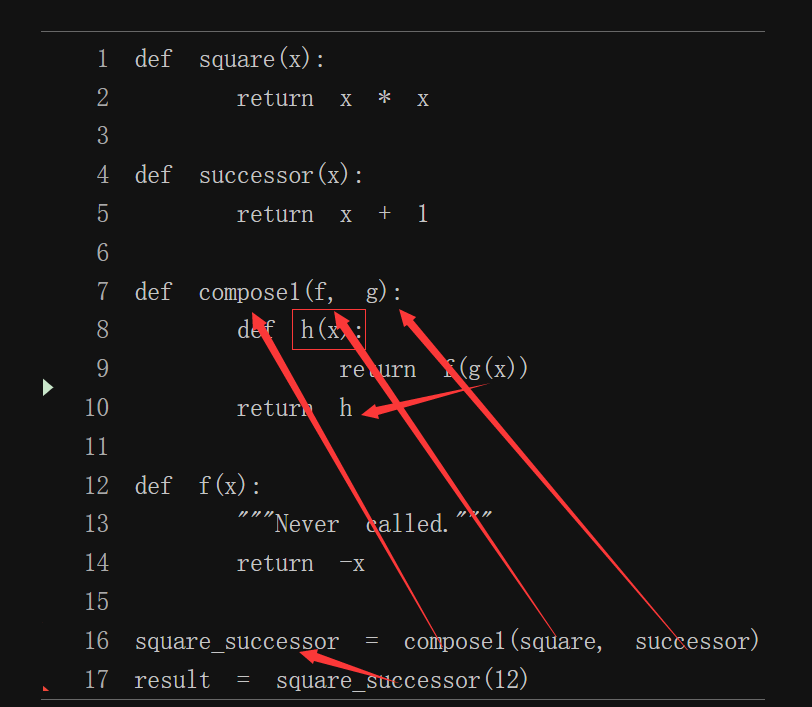 1 def square(x):
2 return x * x
3
4 def successor(x):
5 return x + 1
6
7 def compose1(f, g):
8 def h(x):
9 return f(g(x))
10 return h
11
12 def f(x):
13 """Never called."""
14 return -x
15
16 square_successor = compose1(square, successor)
17 result = square_successor(12)